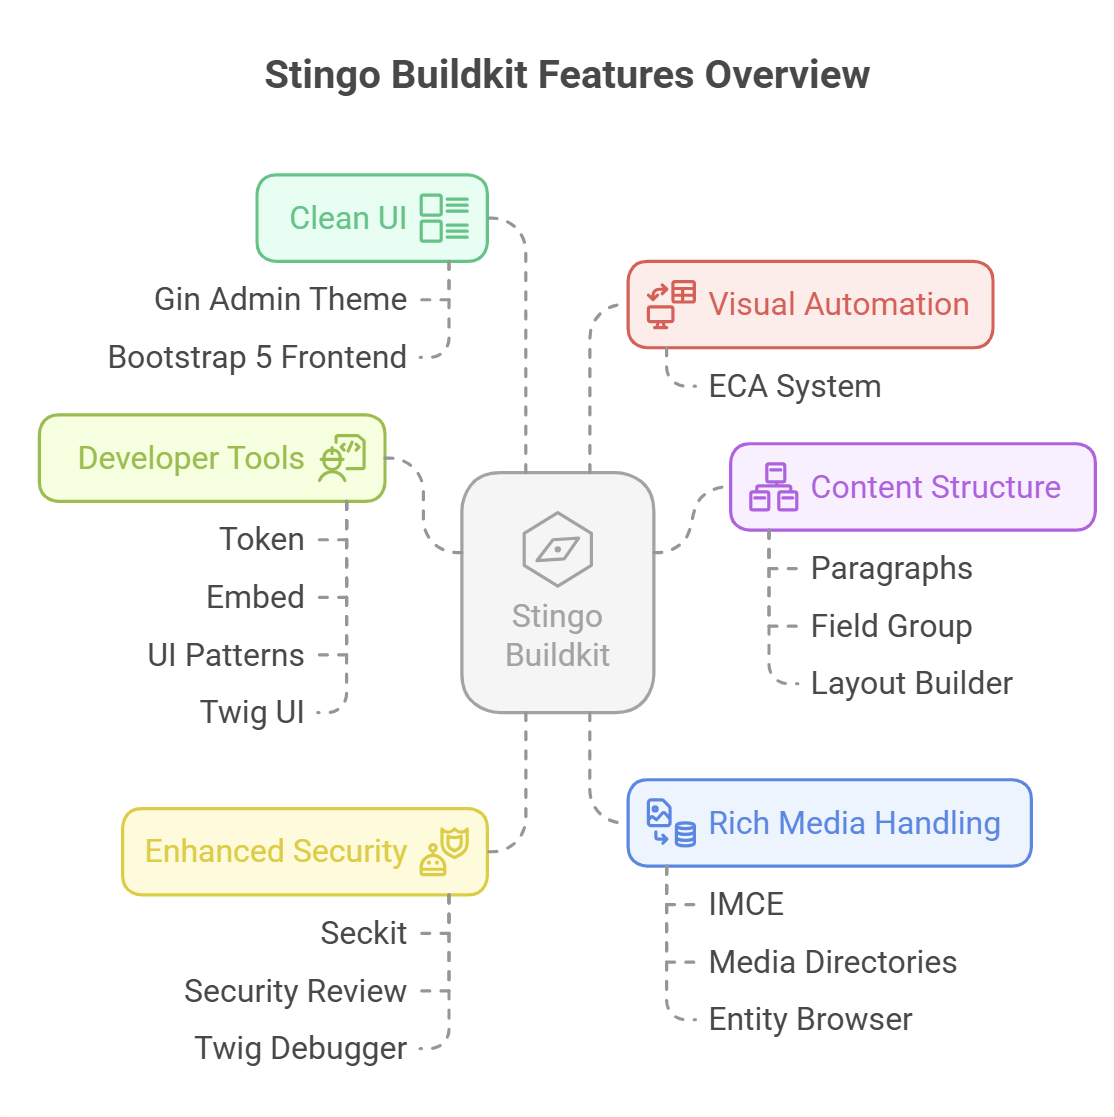 Stingo Buildkit Features Overview
Clean UI
Gin Admin Theme
Bootstrap 5 Frontend
Visual Automation
ECA System
Developer Tools
Token
Embed
UI Patterns
Twig UI
Content Structure
Paragraphs
Field Group
Layout Builder
Stingo
Buildkit
Enhanced Security
Seckit
Security Review
Twig Debugger
Rich Media Handling
IMCE
Media Directories
Entity Browser